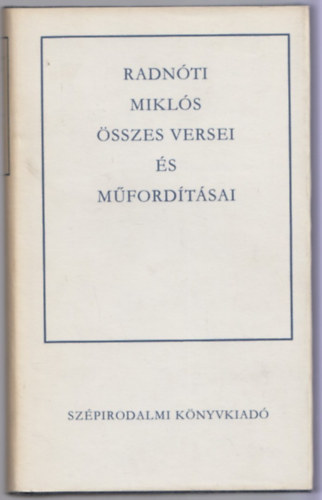 RADNÓTI
MIKLÓS
ÖSSZES VERSEI
ÉS
MŰFORDÍTÁSAI
SZÉPIRODALMI KÖNYVKIADÓ